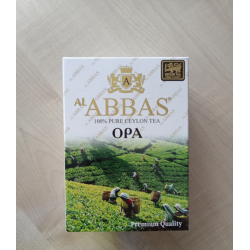 A
AL ABBAS®
100% PURE CEYLON TEA
OPA
Premium Quality